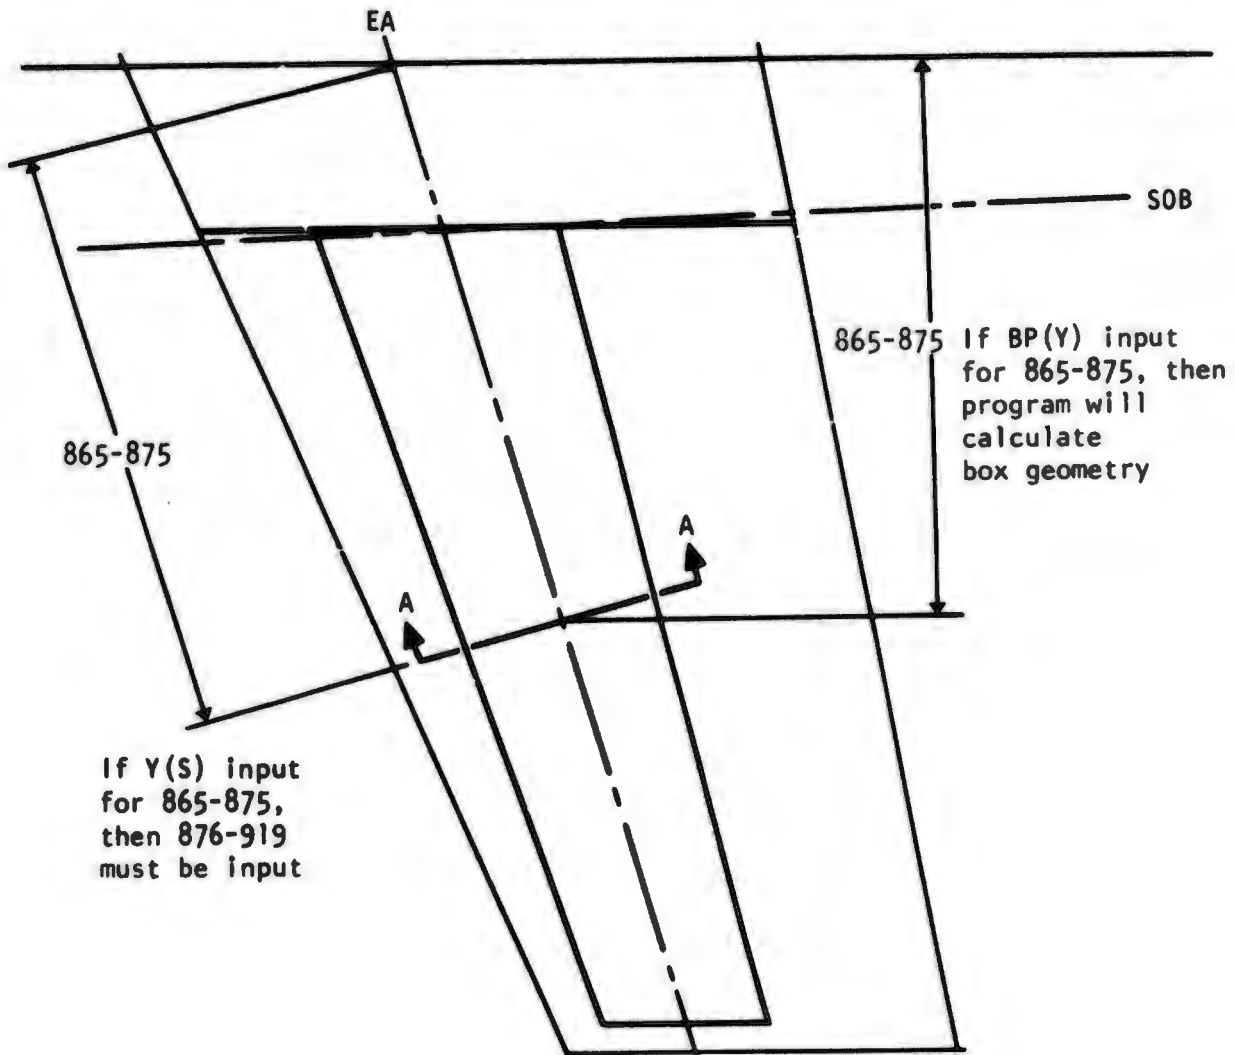 EA
SOB
865-875 If BP(Y) input
for 865-875, then
program will
calculate
box geometry
865-875
A
A
If Y(S) input
for 865-875,
then 876-919
must be input